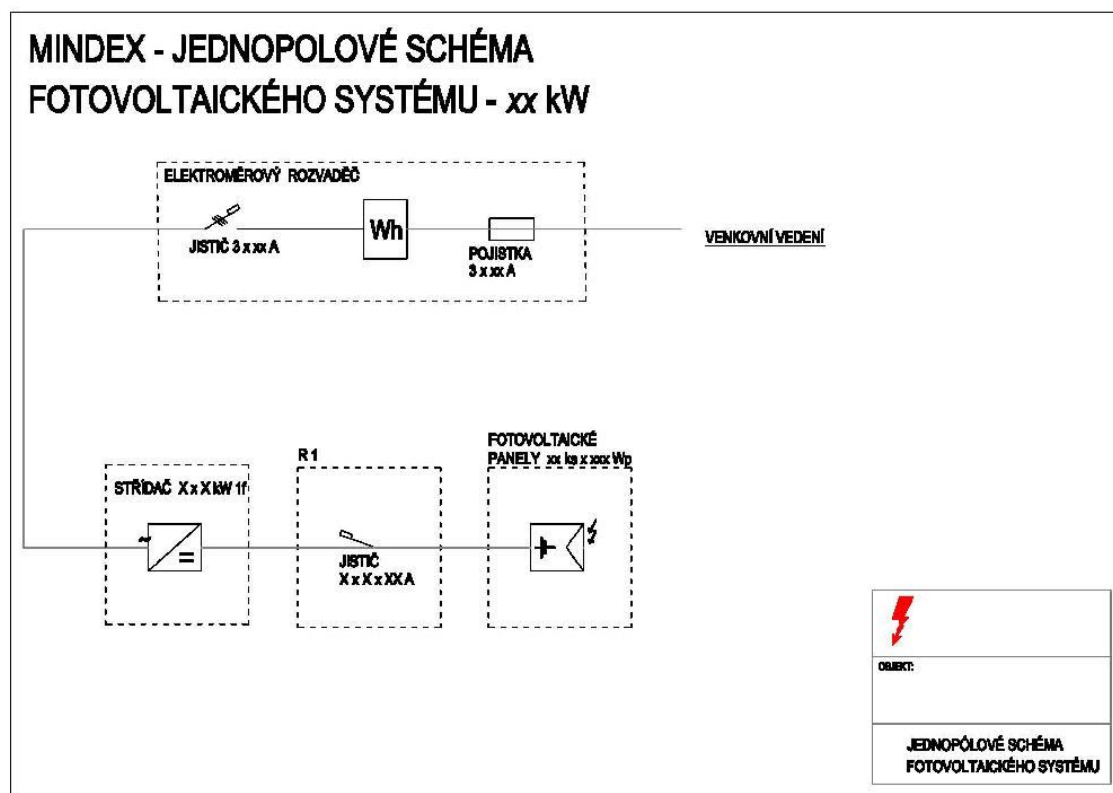 MINDEX - JEDNOPOLOVÉ SCHÉMA
FOTOVOLTAICKÉHO SYSTÉMU - xx kW
ELEKTROMĚROVÝ ROZVADĚČ
JISTIČ 3 x xx A
Wh
POJISTKA
3 x xx A
VENKOVNÍ VEDENÍ
STŘÍDAČ X x X kW 1f
~
=
R 1
JISTIČ
X x X x XX A
FOTOVOLTAICKÉ
PANELY xx ks x xxx Wp
OBJEKT:
JEDNOPÓLOVÉ SCHÉMA
FOTOVOLTAICKÉHO SYSTÉMU